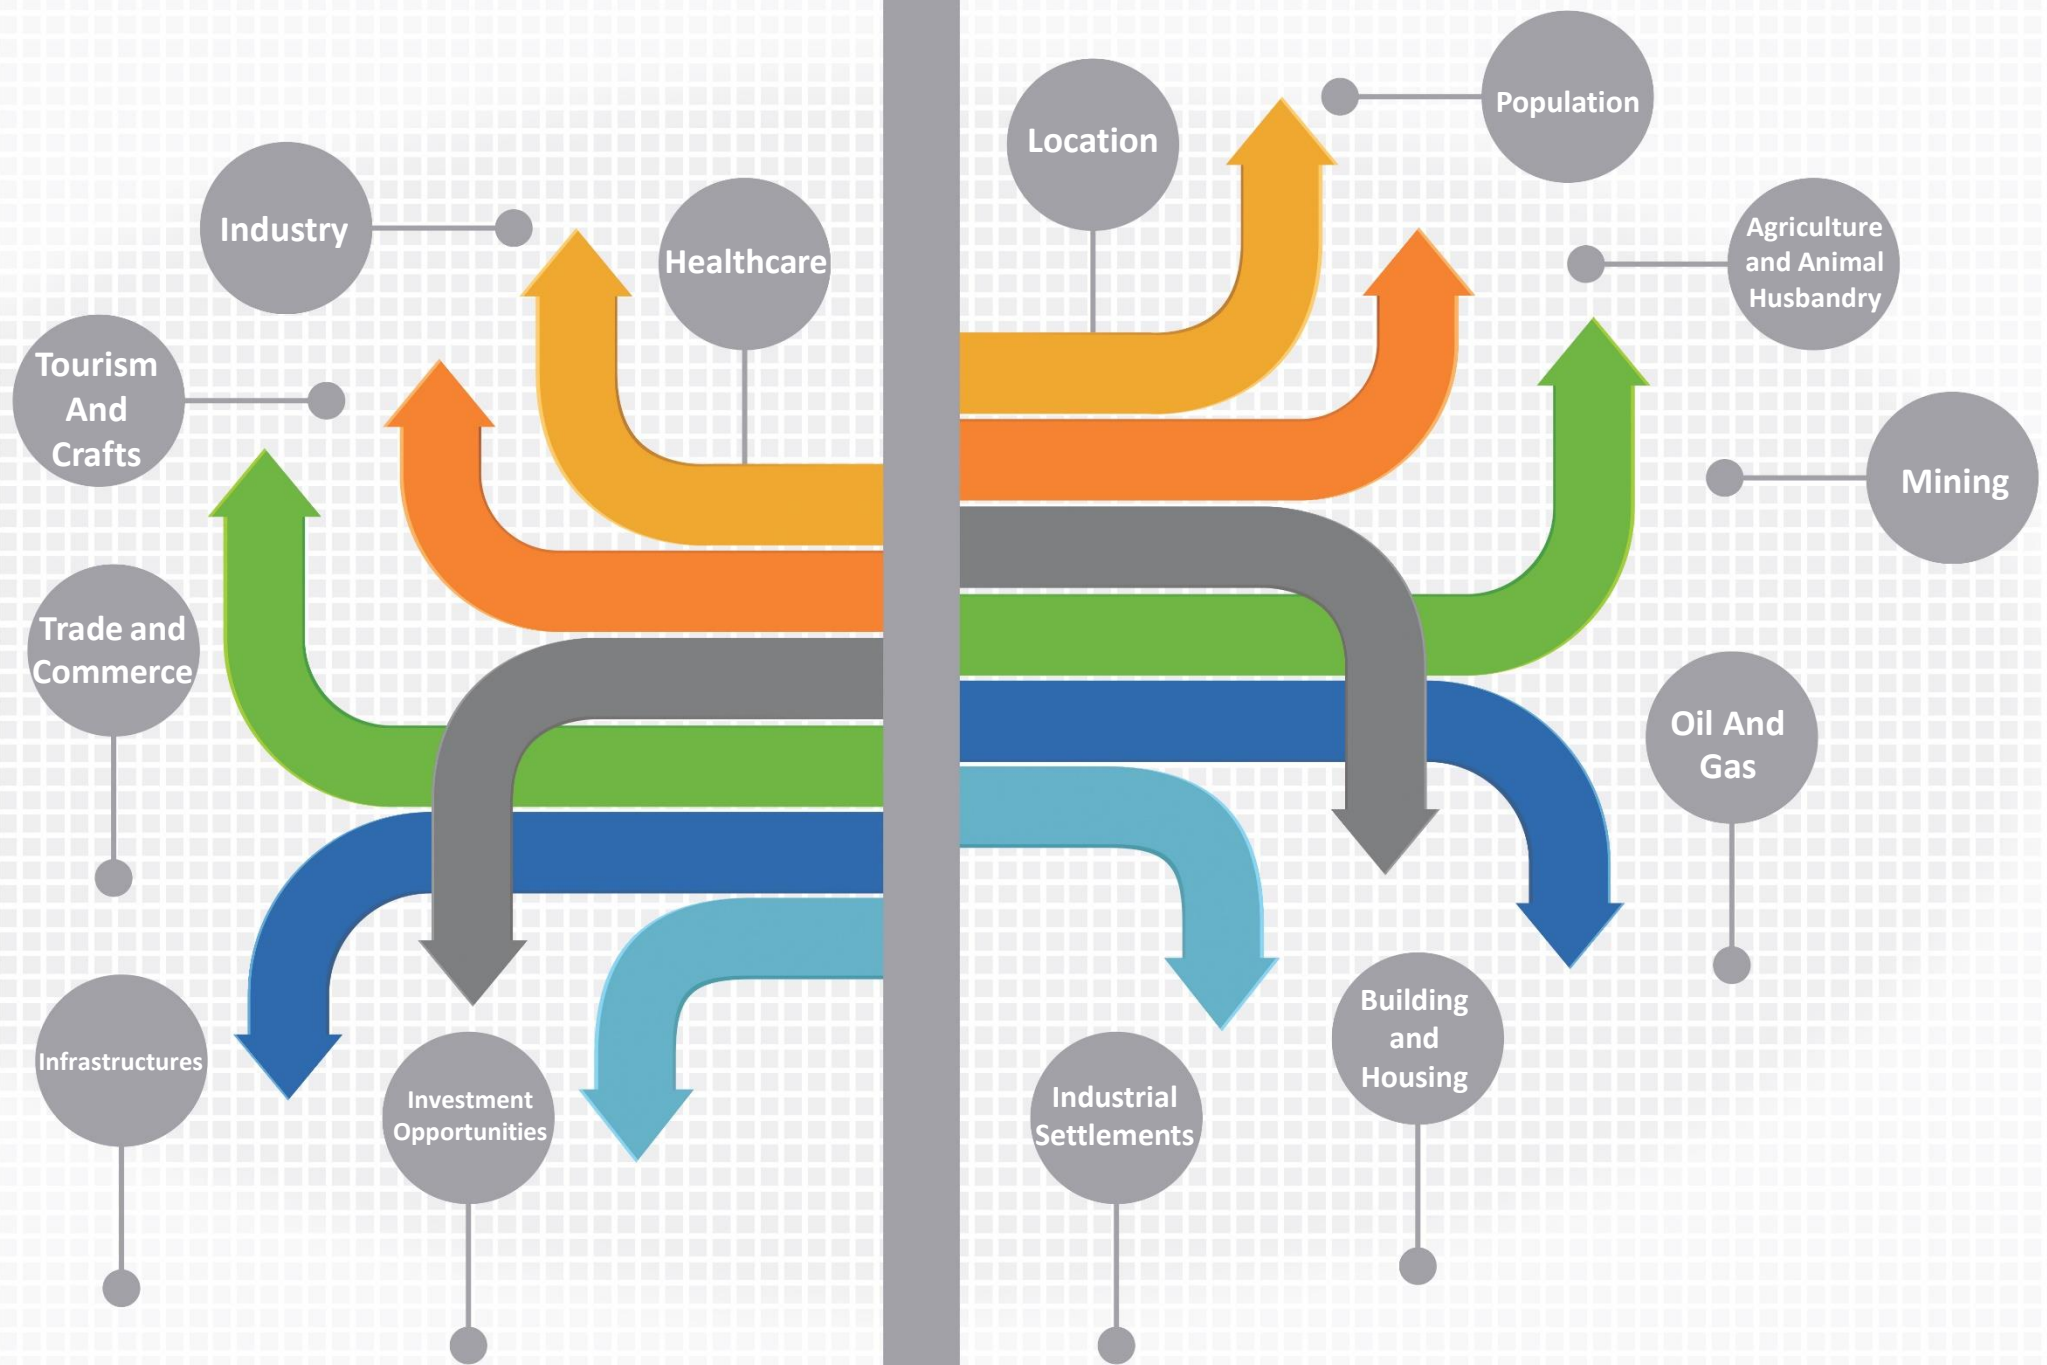 Industry
Healthcare
Tourism
And
Crafts
Trade and
Commerce
Infrastructures
Investment
Opportunities
Location
Population
Agriculture
and Animal
Husbandry
Mining
Oil And
Gas
Building
and
Housing
Industrial
Settlements